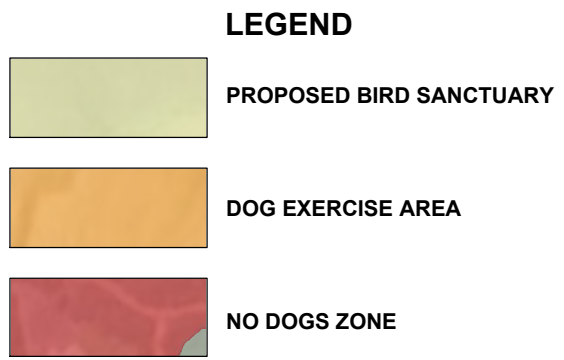 LEGEND
PROPOSED BIRD SANCTUARY
DOG EXERCISE AREA
NO DOGS ZONE